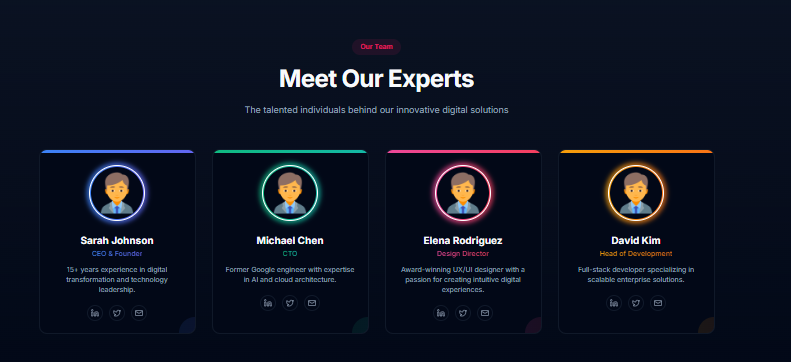 Our Team
Meet Our Experts
The talented individuals behind our innovative digital solutions
Sarah Johnson
CEO & Founder
15+ years experience in digital
transformation and technology
leadership.
Michael Chen
CTO
Former Google engineer with expertise
in AI and cloud architecture.
Elena Rodriguez
Design Director
Award-winning UX/UI designer with a
passion for creating intuitive digital
experiences.
David Kim
Head of Development
Full-stack developer specializing in
scalable enterprise solutions.